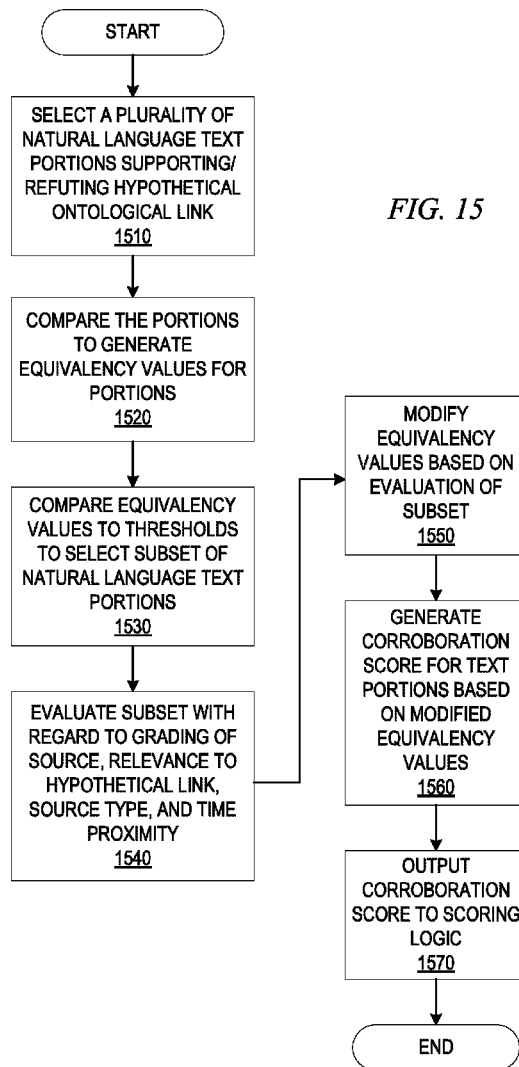 START
SELECT A PLURALITY OF
NATURAL LANGUAGE TEXT
PORTIONS SUPPORTING/
REFUTING HYPOTHETICAL
ONTOLOGICAL LINK
1510
FIG. 15
COMPARE THE PORTIONS
TO GENERATE
EQUIVALENCY VALUES FOR
PORTIONS
1520
COMPARE EQUIVALENCY
VALUES TO THRESHOLDS
TO SELECT SUBSET OF
NATURAL LANGUAGE TEXT
PORTIONS
1530
EVALUATE SUBSET WITH
REGARD TO GRADING OF
SOURCE, RELEVANCE TO
HYPOTHETICAL LINK,
SOURCE TYPE, AND TIME
PROXIMITY
1540
MODIFY
EQUIVALENCY
VALUES BASED ON
EVALUATION OF
SUBSET
1550
GENERATE
CORROBORATION
SCORE FOR TEXT
PORTIONS BASED
ON MODIFIED
EQUIVALENCY
VALUES
1560
OUTPUT
CORROBORATION
SCORE TO SCORING
LOGIC
1570
END